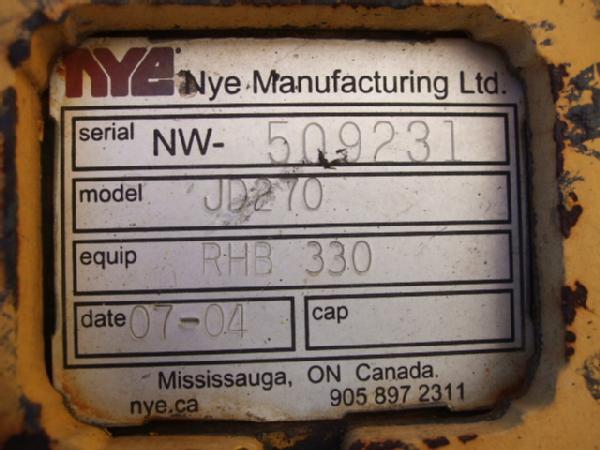 NYE Nye Manufacturing Ltd.
serial NW- 509231
model JD270
equip RHB 330
date 07-04 cap
Mississauga, ON Canada
nye.ca 905 897 2311